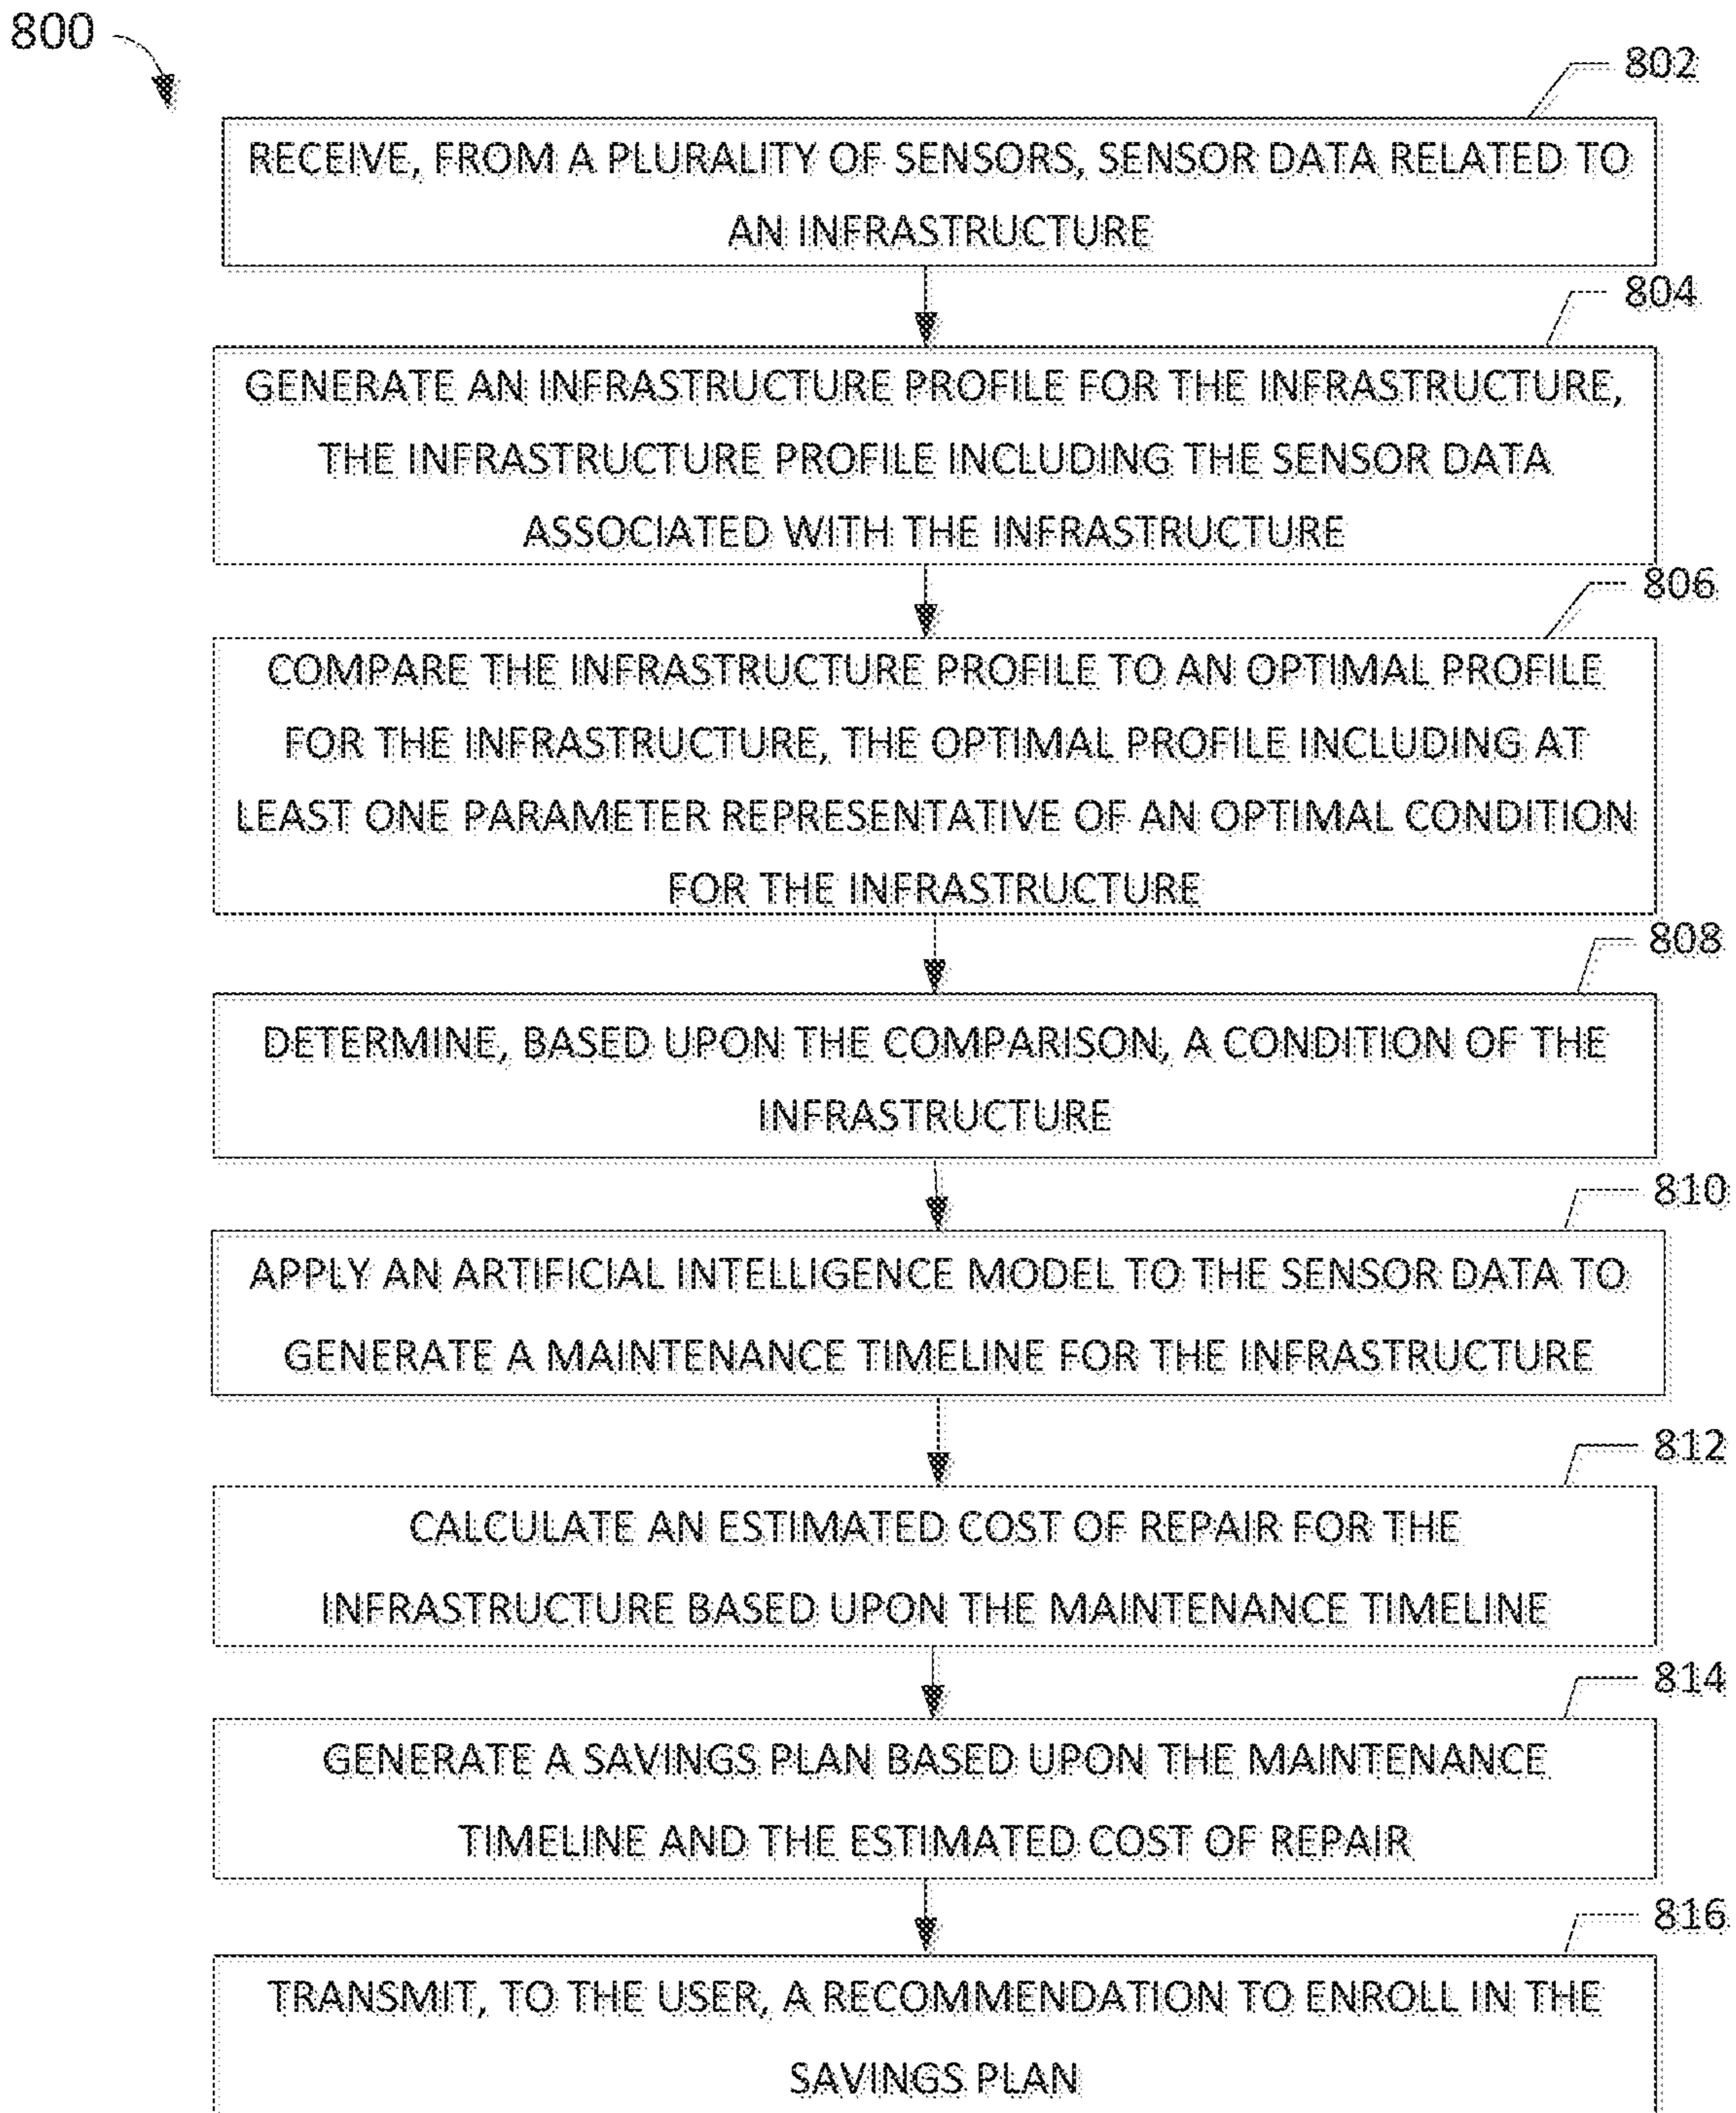 800
802
RECEIVE, FROM A PLURALITY OF SENSORS, SENSOR DATA RELATED TO
AN INFRASTRUCTURE
804
GENERATE AN INFRASTRUCTURE PROFILE FOR THE INFRASTRUCTURE,
THE INFRASTRUCTURE PROFILE INCLUDING THE SENSOR DATA
ASSOCIATED WITH THE INFRASTRUCTURE
806
COMPARE THE INFRASTRUCTURE PROFILE TO AN OPTIMAL PROFILE
FOR THE INFRASTRUCTURE, THE OPTIMAL PROFILE INCLUDING AT
LEAST ONE PARAMETER REPRESENTATIVE OF AN OPTIMAL CONDITION
FOR THE INFRASTRUCTURE
808
DETERMINE, BASED UPON THE COMPARISON, A CONDITION OF THE
INFRASTRUCTURE
810
APPLY AN ARTIFICIAL INTELLIGENCE MODEL TO THE SENSOR DATA TO
GENERATE A MAINTENANCE TIMELINE FOR THE INFRASTRUCTURE
812
CALCULATE AN ESTIMATED COST OF REPAIR FOR THE
INFRASTRUCTURE BASED UPON THE MAINTENANCE TIMELINE
814
GENERATE A SAVINGS PLAN BASED UPON THE MAINTENANCE
TIMELINE AND THE ESTIMATED COST OF REPAIR
816
TRANSMIT, TO THE USER, A RECOMMENDATION TO ENROLL IN THE
SAVINGS PLAN